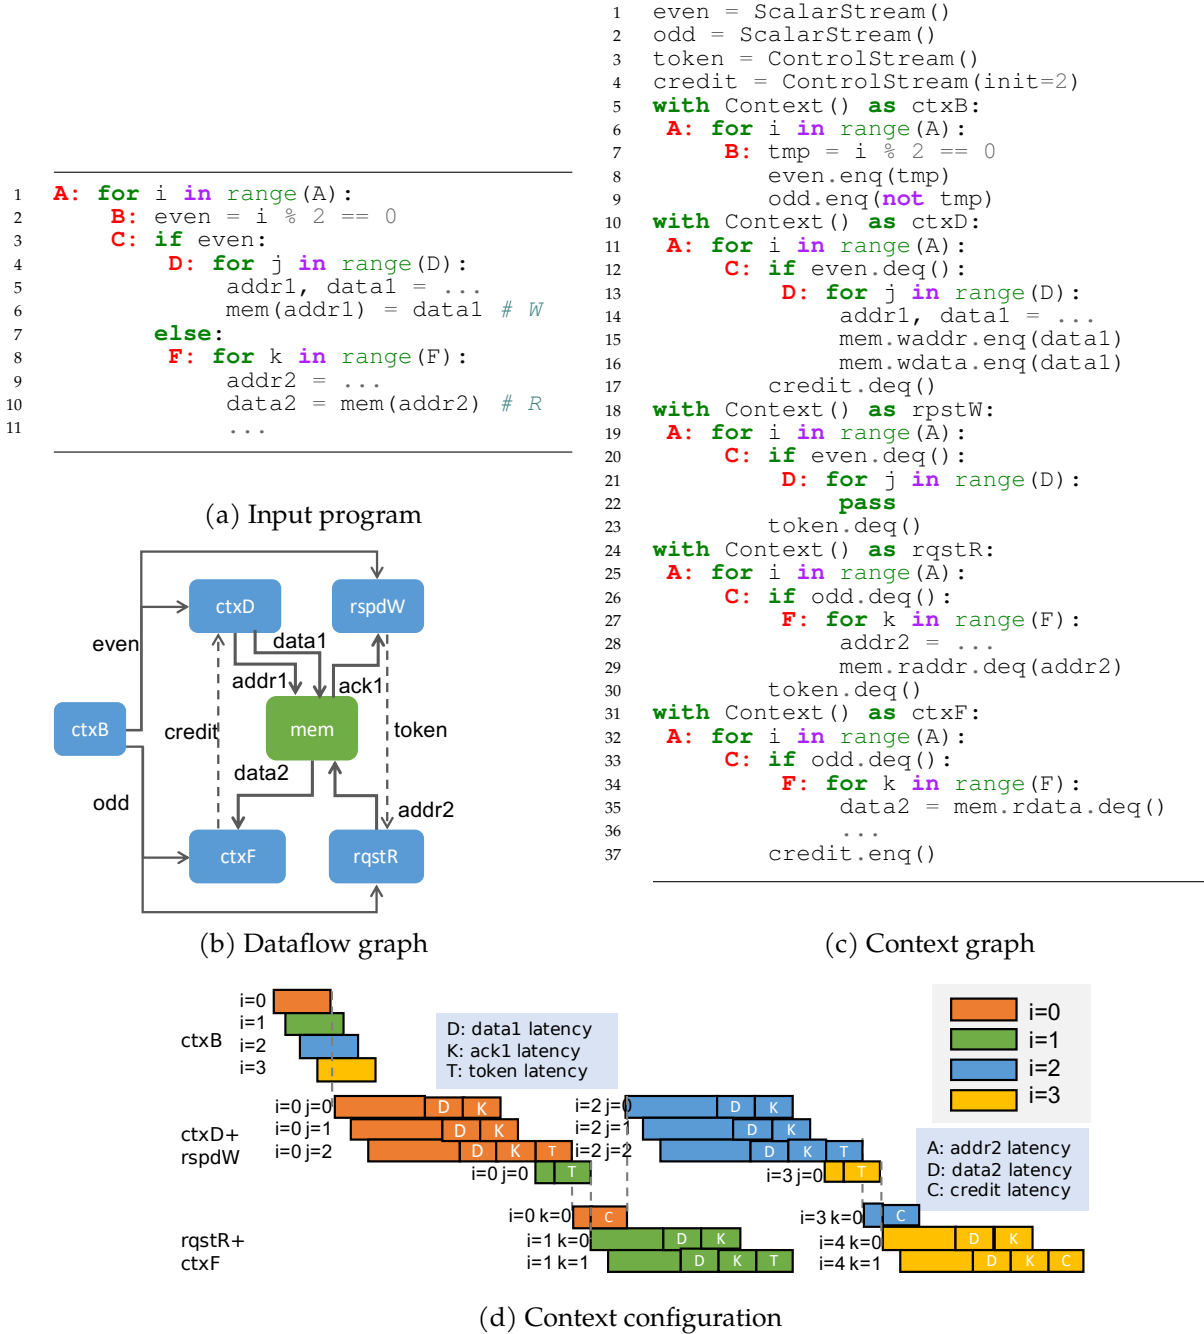 1 A: for i in range(A):
2 B: even = i % 2 == 0
3 C: if even:
4 D: for j in range(D):
5 addr1, data1 = ...
6 mem(addr1) = data1 # W
7 else:
8 F: for k in range(F):
9 addr2 = ...
10 data2 = mem(addr2) # R
11 ...
(a) Input program
ctxD
rspdW
even
data1
addr1
ack1
ctxB
credit
mem
token
data2
odd
addr2
ctxF
rqstR
(b) Dataflow graph
1 even = ScalarStream()
2 odd = ScalarStream()
3 token = ControlStream()
4 credit = ControlStream(init=2)
5 with Context() as ctxB:
6 A: for i in range(A):
7 B: tmp = i % 2 == 0
8 even.enq(tmp)
9 odd.enq(not tmp)
10 with Context() as ctxD:
11 A: for i in range(A):
12 C: if even.deq():
13 D: for j in range(D):
14 addr1, data1 = ...
15 mem.waddr.enq(data1)
16 mem.wdata.enq(data1)
17 credit.deq()
18 with Context() as rpstW:
19 A: for i in range(A):
20 C: if even.deq():
21 D: for j in range(D):
22 pass
23 token.deq()
24 with Context() as rqstR:
25 A: for i in range(A):
26 C: if odd.deq():
27 F: for k in range(F):
28 addr2 = ...
29 mem.raddr.deq(addr2)
30 token.deq()
31 with Context() as ctxF:
32 A: for i in range(A):
33 C: if odd.deq():
34 F: for k in range(F):
35 data2 = mem.rdata.deq()
36 ...
37 credit.enq()
(c) Context graph
ctxB
i=0
i=1
i=2
i=3
D: data1 latency
K: ack1 latency
T: token latency
i=0
i=1
i=2
i=3
A: addr2 latency
D: data2 latency
C: credit latency
ctxD+
rspdW
i=0 j=0 D K
i=0 j=1 D K
i=0 j=2 D K T
i=0 j=0 T
i=2 j=0 D K
i=2 j=1 D K
i=2 j=2 D K T
i=3 j=0 T
rqstR+
ctxF
i=0 k=0 C
i=1 k=0 D K
i=1 k=1 D K T
i=3 k=0 C
i=4 k=0 D K
i=4 k=1 D K C
(d) Context configuration